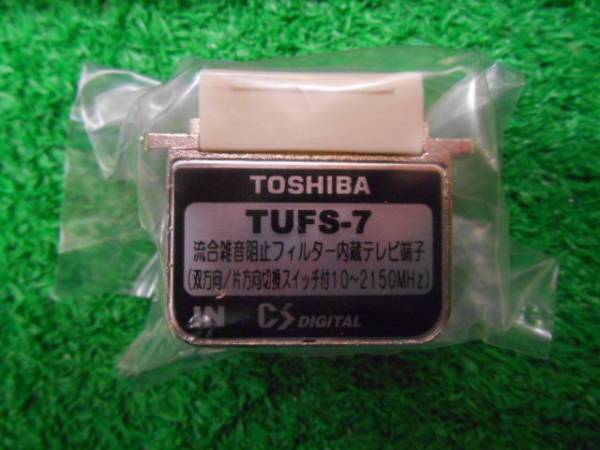 TOSHIBA
TUFS-7
流合雑音阻止フィルター内蔵テレビ端子
(双方向/片方向切換スイッチ付10～2150MHz)
IN CS DIGITAL